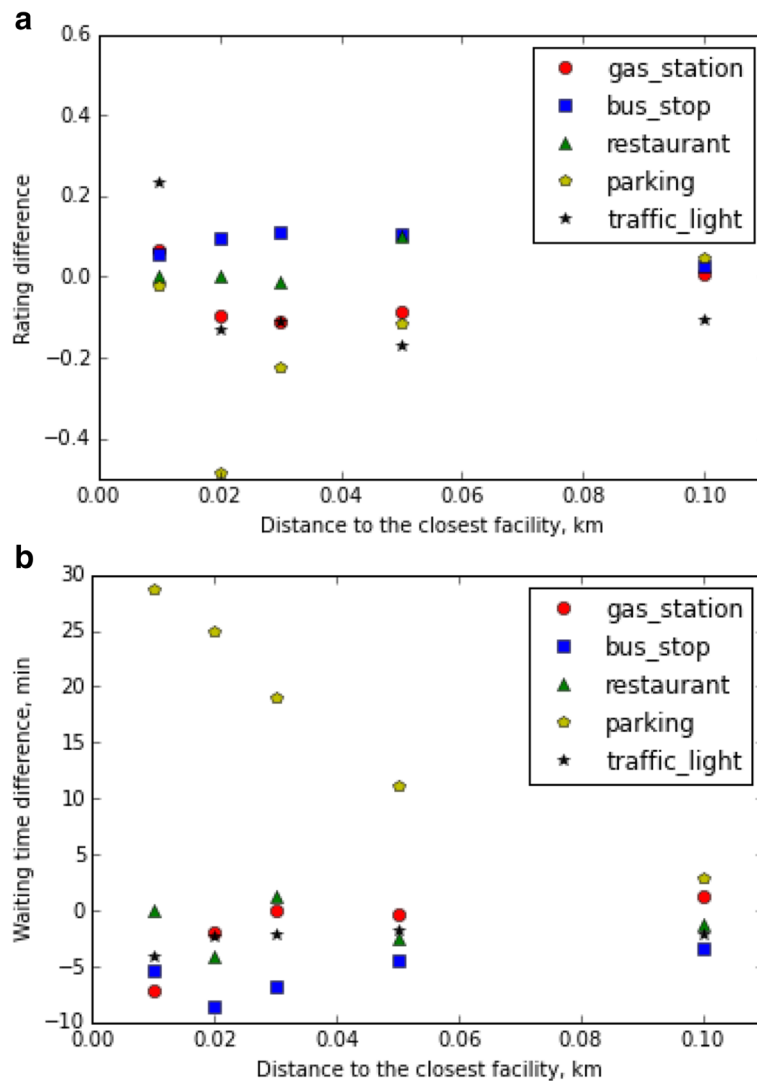 a
0.6
0.4
0.2
0.0
−0.2
−0.4
Rating difference
gas_station
bus_stop
restaurant
parking
traffic_light
0.00 0.02 0.04 0.06 0.08 0.10
Distance to the closest facility, km
b
30
25
20
15
10
5
0
−5
−10
Waiting time difference, min
gas_station
bus_stop
restaurant
parking
traffic_light
0.00 0.02 0.04 0.06 0.08 0.10
Distance to the closest facility, km